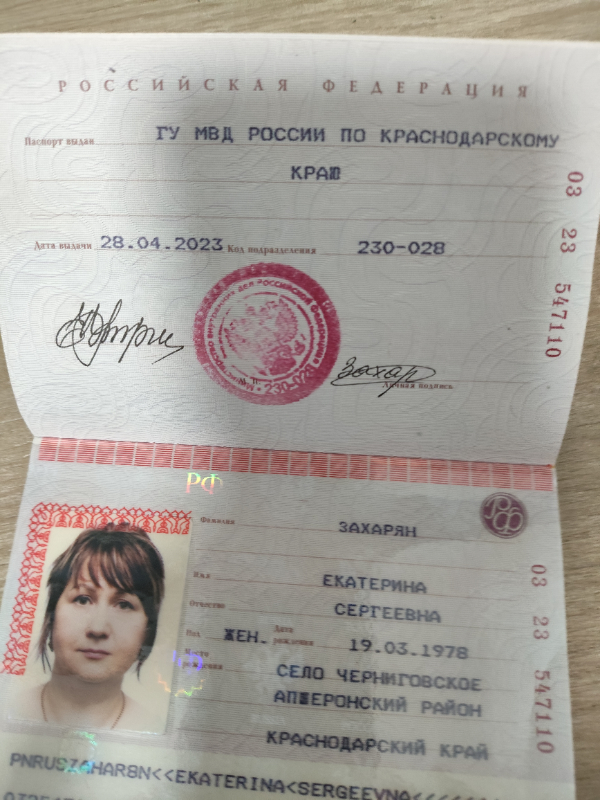 РОССИЙСКАЯ ФЕДЕРАЦИЯ
Паспорт выдан ГУ МВД РОССИИ ПО КРАСНОДАРСКОМУ
КРАЮ
Дата выдачи 28.04.2023 Код подразделения 230-028
03 23 547110
230-028
М.П.
Захар
Личная подпись
РФ
РФ
Фамилия ЗАХАРЯН
Имя ЕКАТЕРИНА
Отчество СЕРГЕЕВНА
Пол ЖЕН. Дата рождения 19.03.1978
Место рождения СЕЛО ЧЕРНИГОВСКОЕ
АПШЕРОНСКИЙ РАЙОН
КРАСНОДАРСКИЙ КРАЙ
03 23 547110
PNRUSZAHAR8N<<EKATERINA<SERGEEVNA<<<<<<<